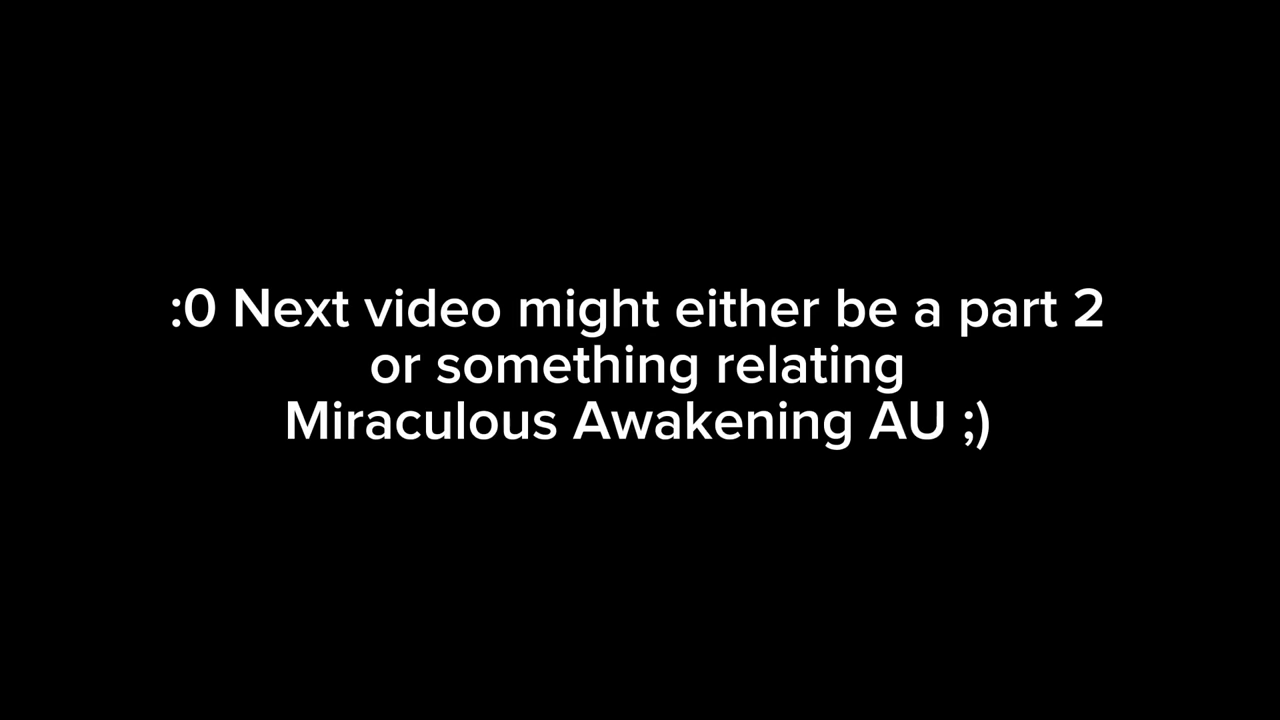 :0 Next video might either be a part 2
or something relating
Miraculous Awakening AU ;)